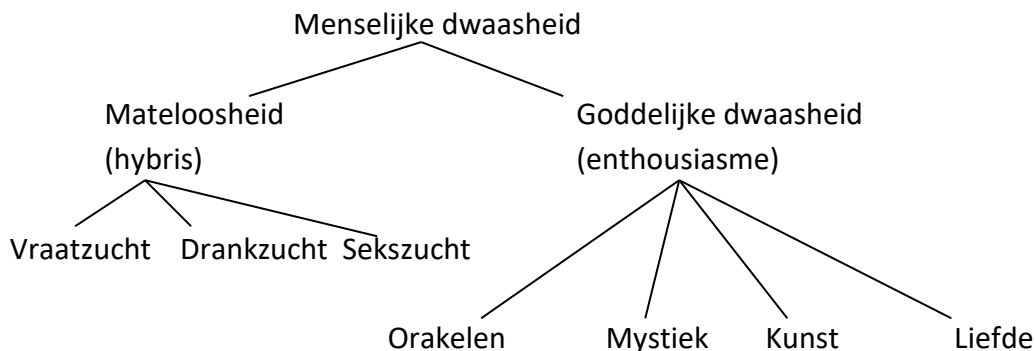 Menselijke dwaasheid
Mateloosheid Goddelijke dwaasheid
(hybris) (enthousiasme)
Vraatzucht Drankzucht Sekszucht
Orakelen Mystiek Kunst Liefde